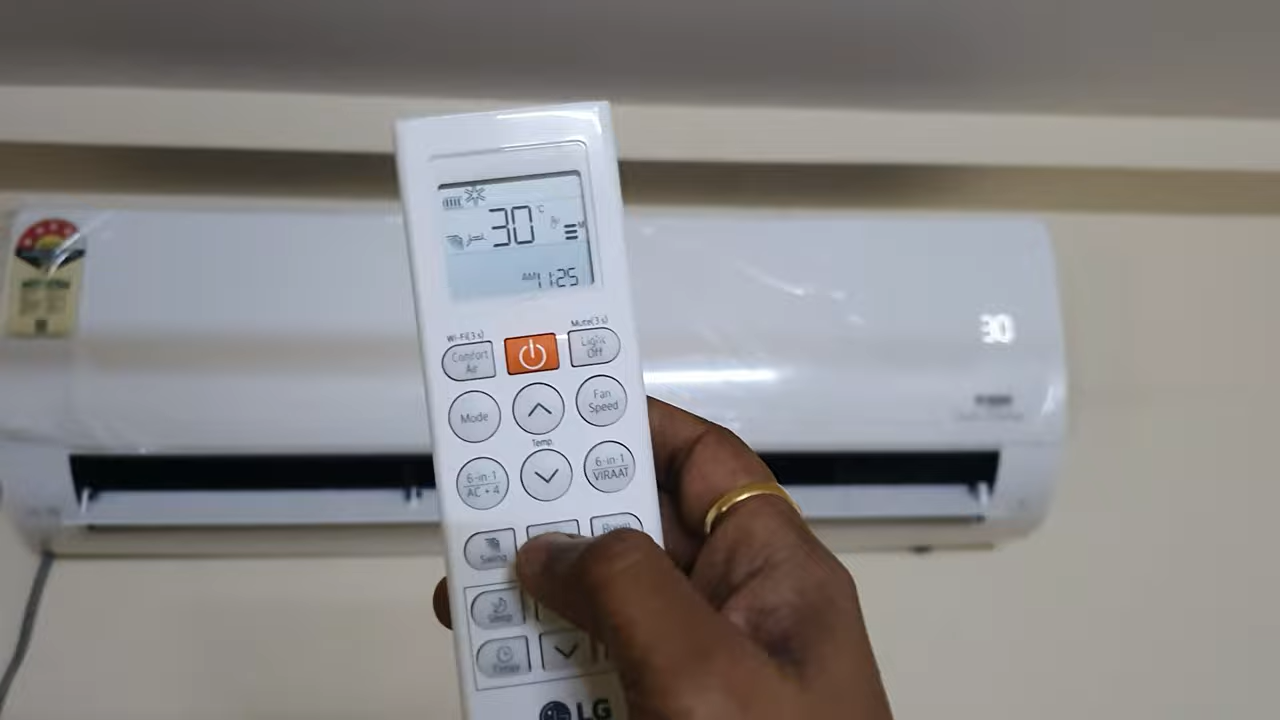 30 °C
AM 11:25
Wi-Fi(3 s) Mute(3 s)
Comfort Air
Light Off
Mode
Fan Speed
Temp.
6-in-1 AC + 4
6-in-1 VIRAAT
Swing
Room
Sleep
Timer
LG
30